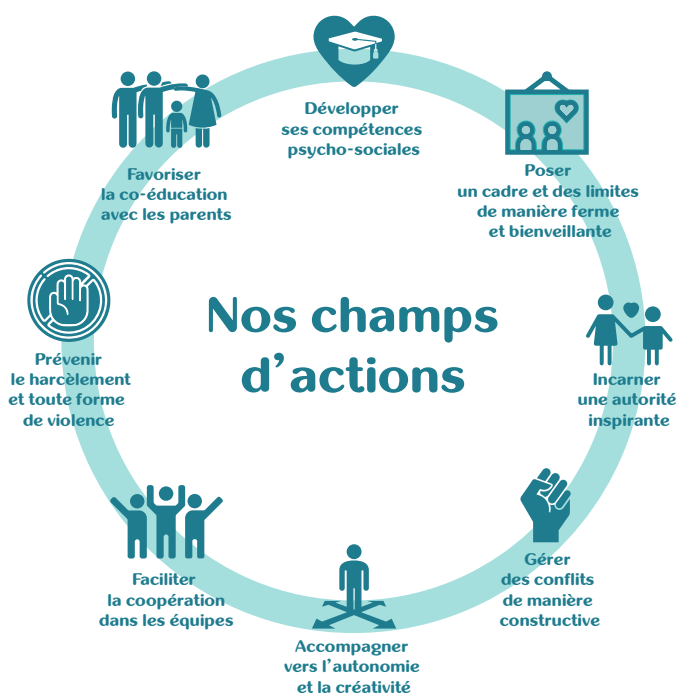 Nos champs
d'actions
Développer
ses compétences
psycho-sociales
Poser
un cadre et des limites
de manière ferme
et bienveillante
Incarner
une autorité
inspirante
Gérer
des conflits
de manière
constructive
Accompagner
vers l'autonomie
et la créativité
Faciliter
la coopération
dans les équipes
Prévenir
le harcèlement
et toute forme
de violence
Favoriser
la co-éducation
avec les parents